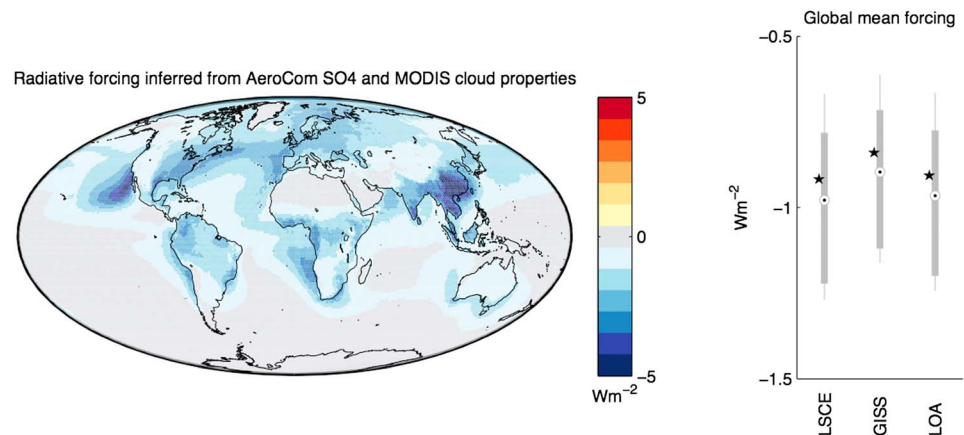 Radiative forcing inferred from AeroCom SO4 and MODIS cloud properties
5
0
−5
Wm−2
Global mean forcing
−0.5
−1
−1.5
Wm−2
LSCE
GISS
LOA